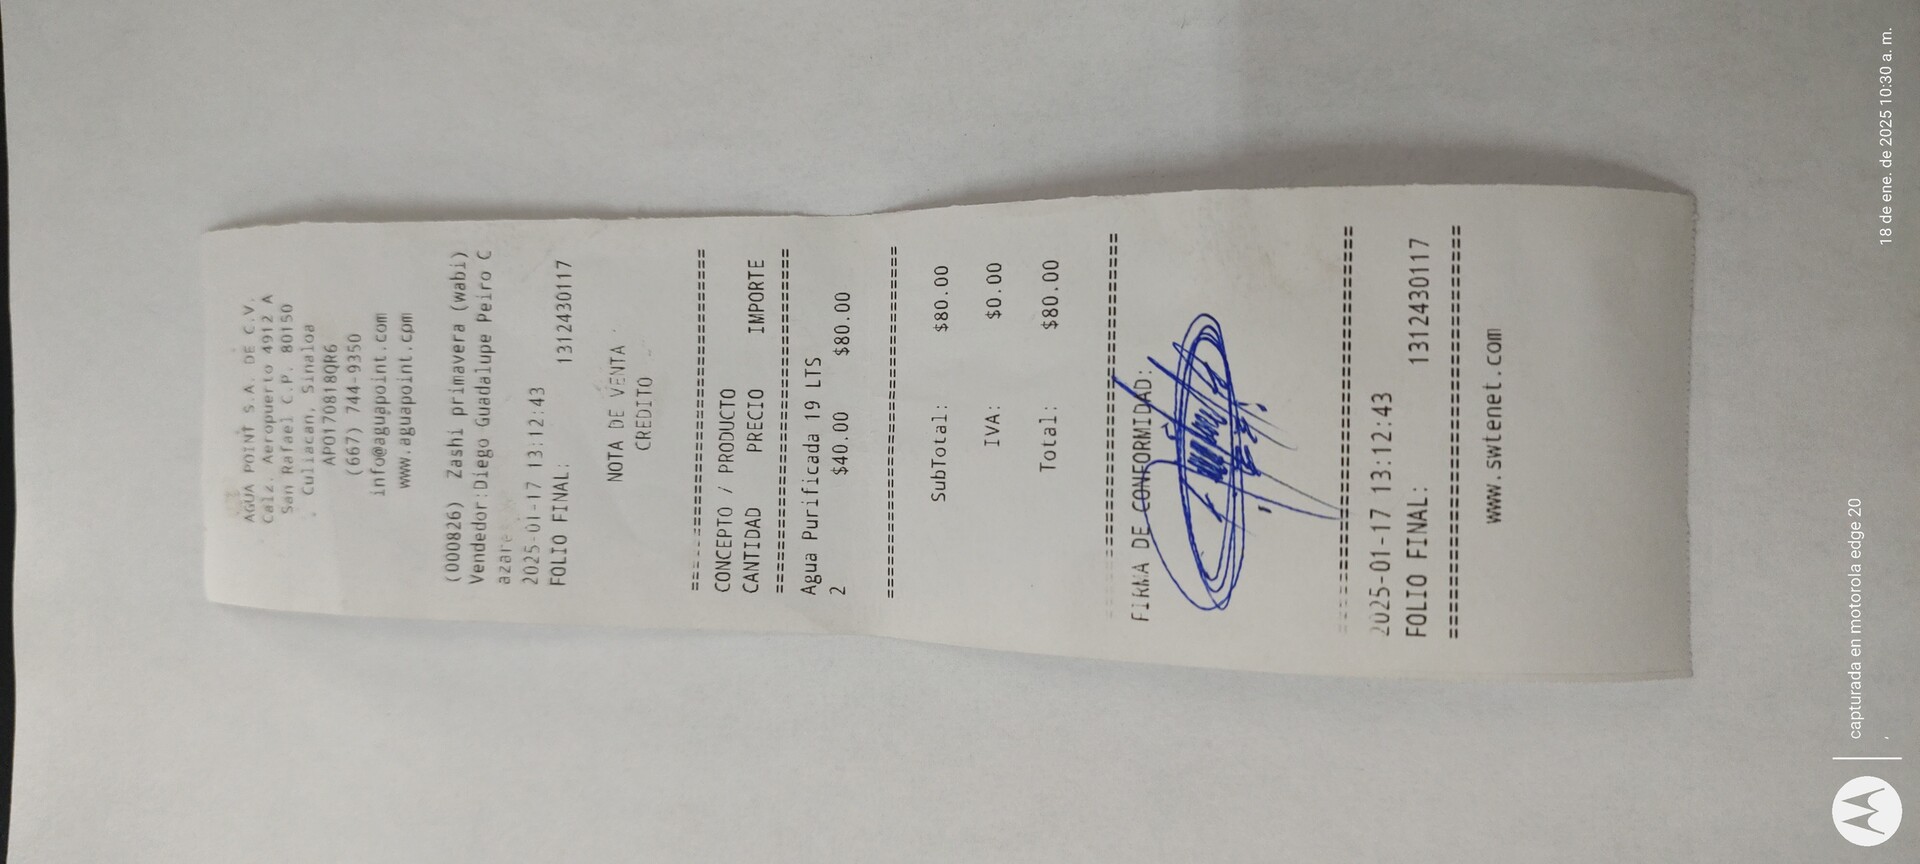 AGUA POINT S.A. DE C.V.
Calz. Aeropuerto 4912 A
San Rafael C.P. 80150
. Culiacan, Sinaloa
APO170818QR6
(667) 744-9350
info@aguapoint.com
www.aguapoint.com
(000826) Zashi primavera (wabi)
Vendedor:Diego Guadalupe Peiro C
azare
2025-01-17 13:12:43
FOLIO FINAL: 1312430117
NOTA DE VENTA
CREDITO
================================
CONCEPTO / PRODUCTO
CANTIDAD PRECIO IMPORTE
================================
Agua Purificada 19 LTS
2 $40.00 $80.00
================================
SubTotal: $80.00
IVA: $0.00
Total: $80.00
================================
FIRMA DE CONFORMIDAD:
================================
2025-01-17 13:12:43
FOLIO FINAL: 1312430117
================================
www.swtenet.com
capturada en motorola edge 20
18 de ene. de 2025 10:30 a. m.